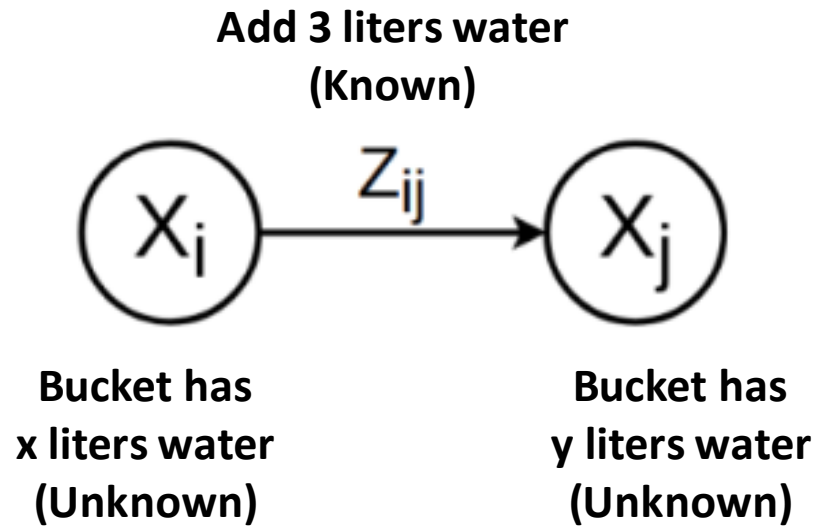 Add 3 liters water
(Known)
Zij
Xi
Xj
Bucket has
x liters water
(Unknown)
Bucket has
y liters water
(Unknown)